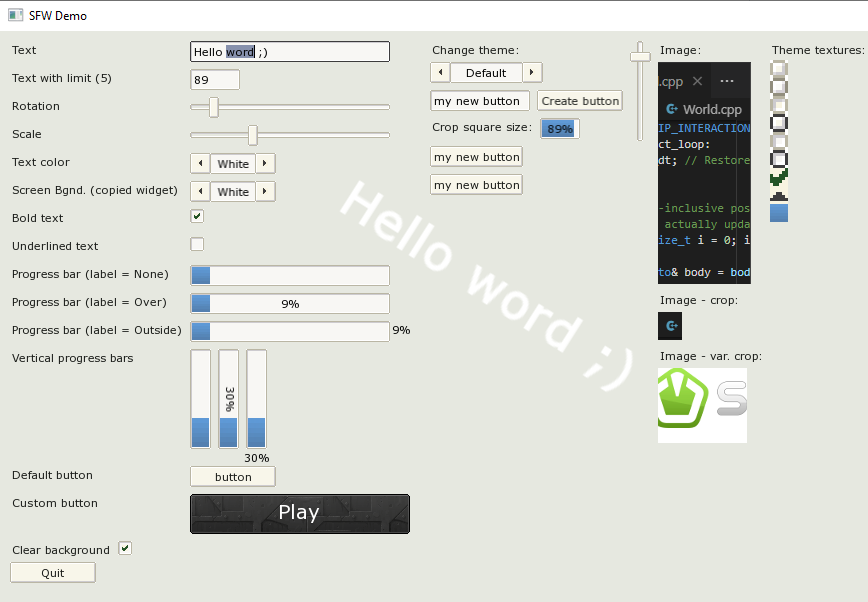 SFW Demo
Text
Hello word ;)
Text with limit (5)
89
Rotation
Scale
Text color
White
Screen Bgnd. (copied widget)
White
Bold text
Underlined text
Progress bar (label = None)
Progress bar (label = Over)
9%
Progress bar (label = Outside)
9%
Vertical progress bars
30%
30%
Default button
button
Custom button
Play
Clear background
Quit
Change theme:
Default
my new button
Create button
Crop square size:
89%
my new button
my new button
Hello word ;)
Image:
.cpp
World.cpp
IP_INTERACTION
ct_loop:
dt; // Restore
-inclusive pos
actually upda
ize_t i = 0; i
to& body = bod
Image - crop:
Image - var. crop:
S
Theme textures: